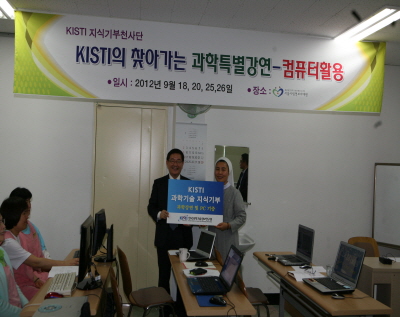 KISTI 지식기부천사단
KISTI의 찾아가는 과학특별강연-컴퓨터활용
•일시 : 2012년 9월 18, 20, 25,26일 •장소 :
KISTI
과학기술 지식기부